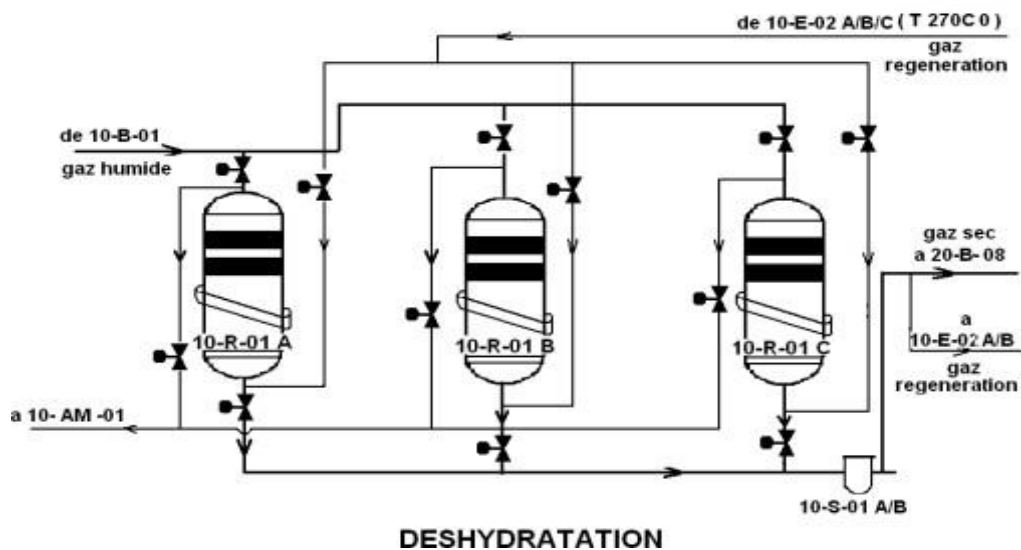 de 10-E-02 A/B/C ( T 270C 0 )
gaz
regeneration
de 10-B-01
gaz humide
gaz sec
a 20-B- 08
10-R-01 A
10-R-01 B
10-R-01 C
a
10-E-02 A/B
gaz
regeneration
a 10- AM -01
10-S-01 A/B
DESHYDRATATION